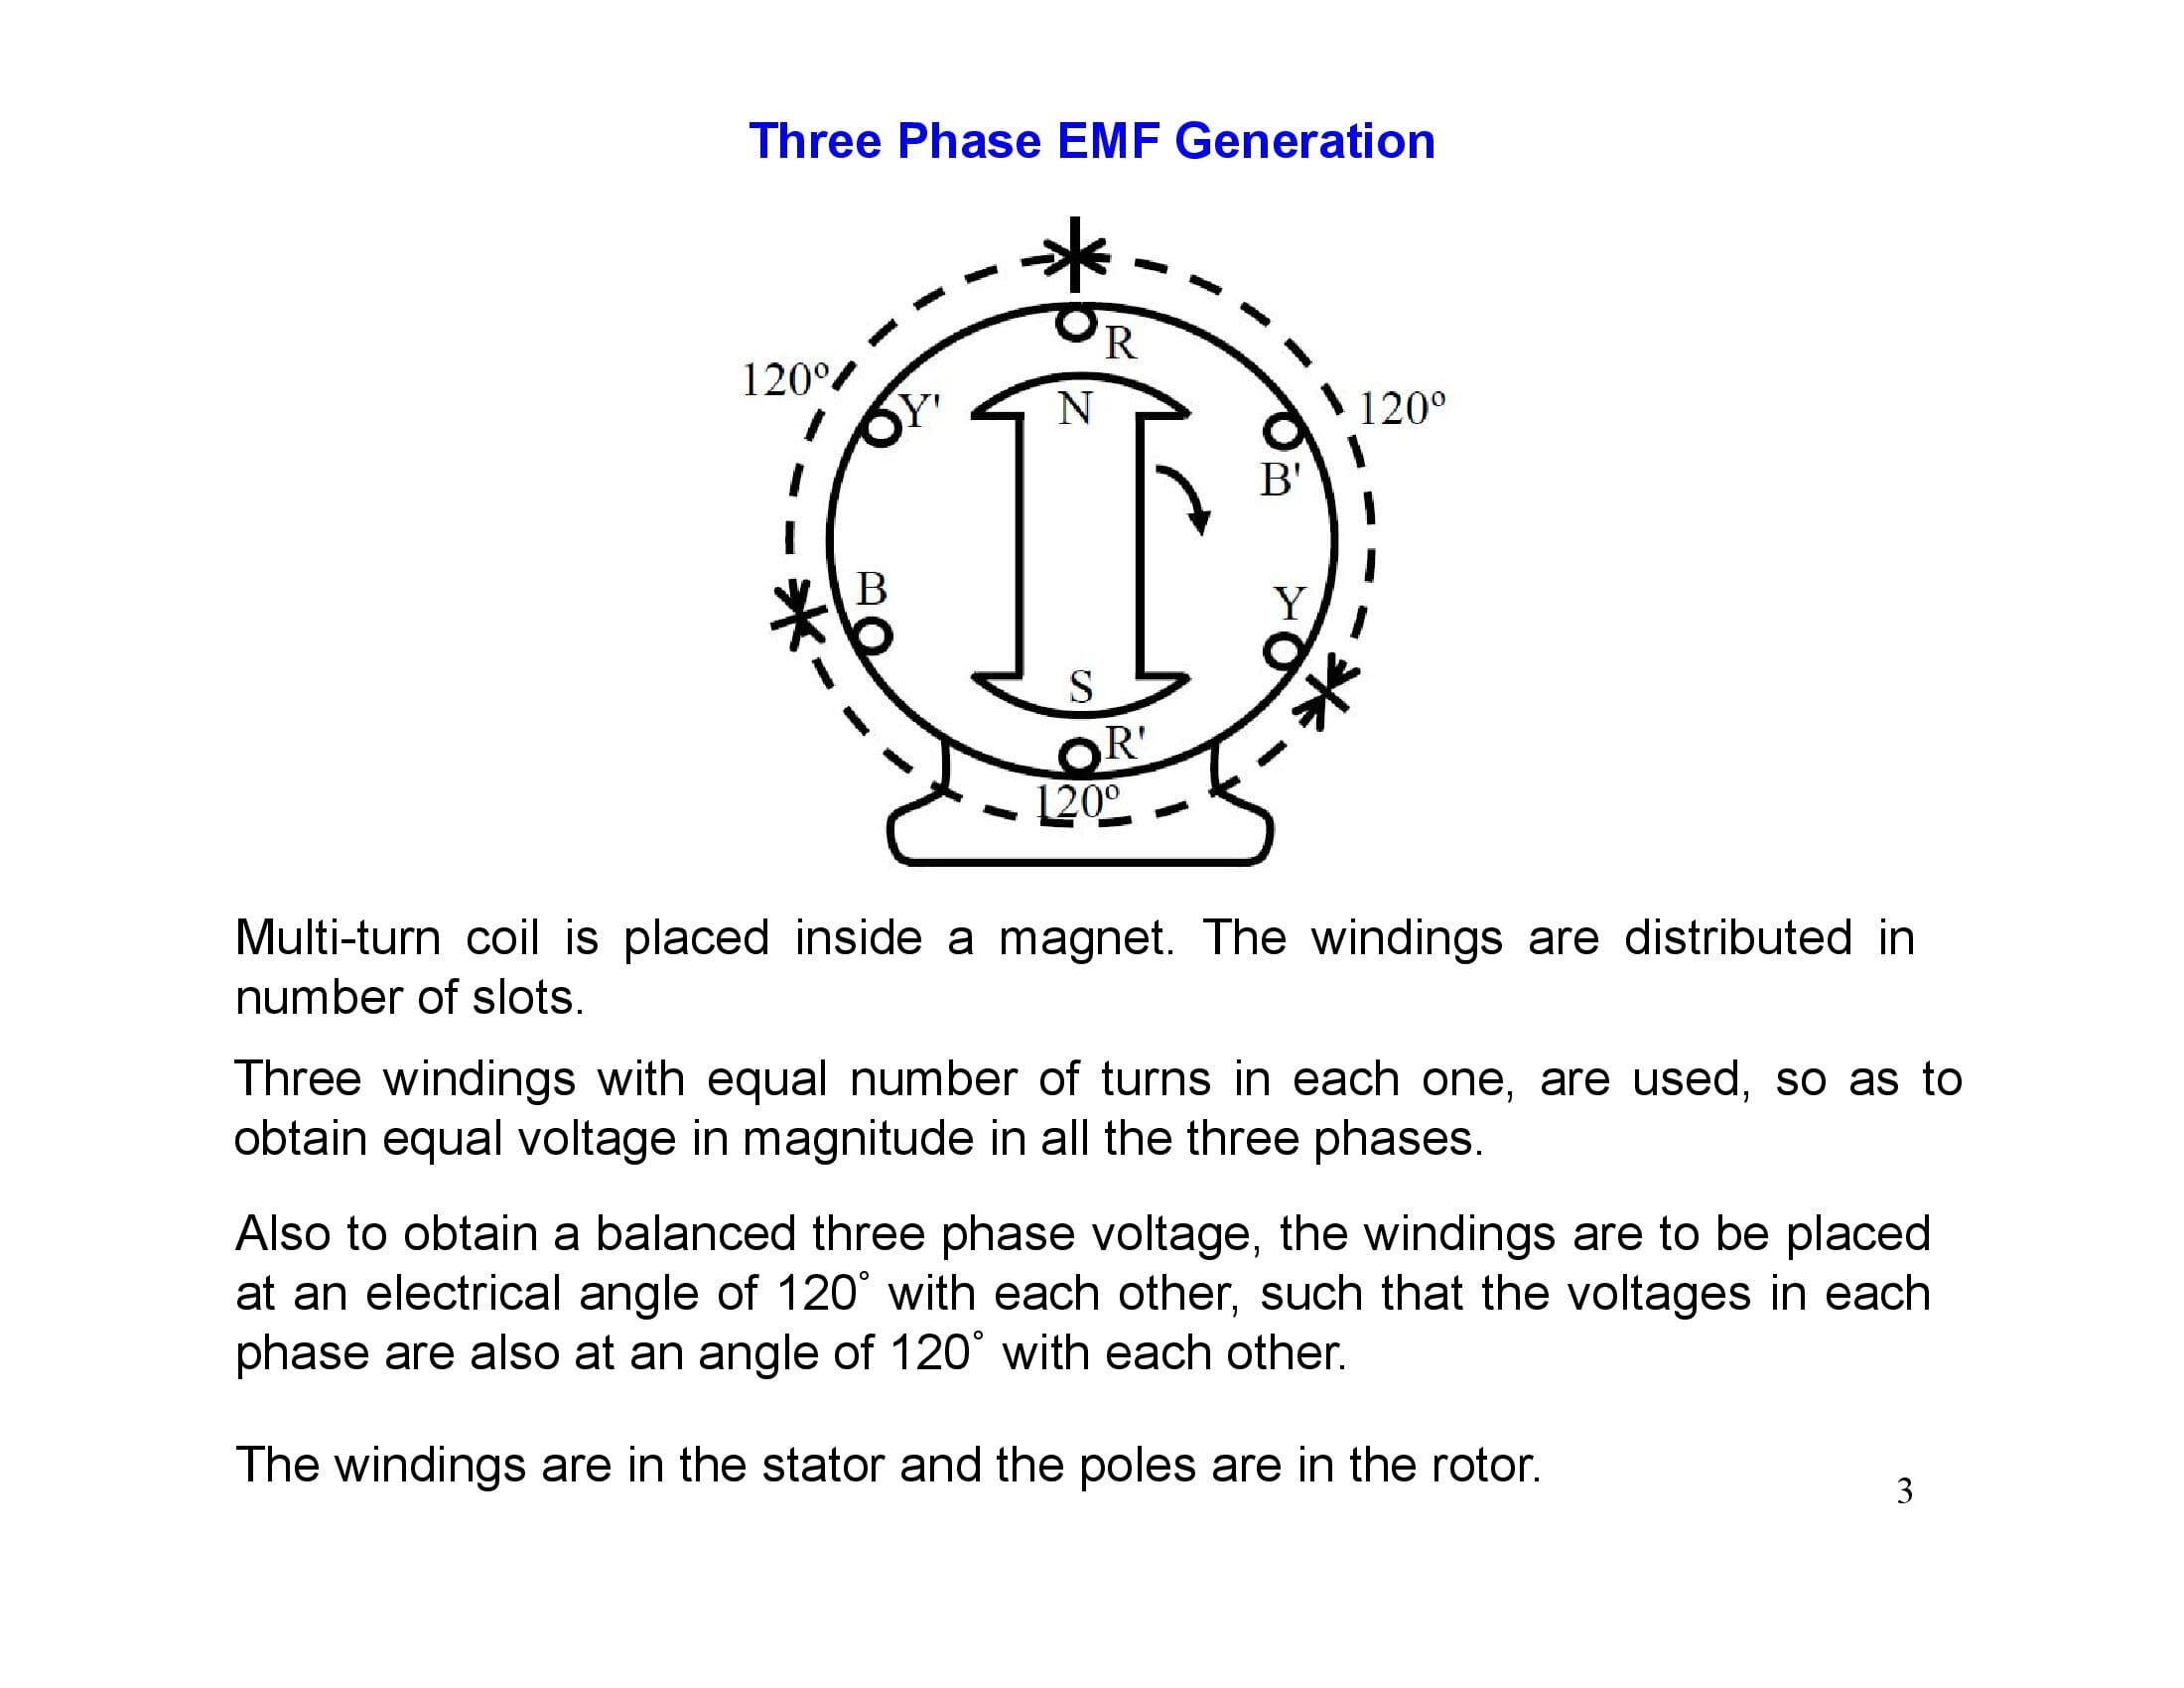 Three Phase EMF Generation
R
120º
Y'
N
120º
B'
B
Y
S
R'
120º
Multi-turn coil is placed inside a magnet. The windings are distributed in
number of slots.
Three windings with equal number of turns in each one, are used, so as to
obtain equal voltage in magnitude in all the three phases.
Also to obtain a balanced three phase voltage, the windings are to be placed
at an electrical angle of 120˚ with each other, such that the voltages in each
phase are also at an angle of 120˚ with each other.
The windings are in the stator and the poles are in the rotor.
3